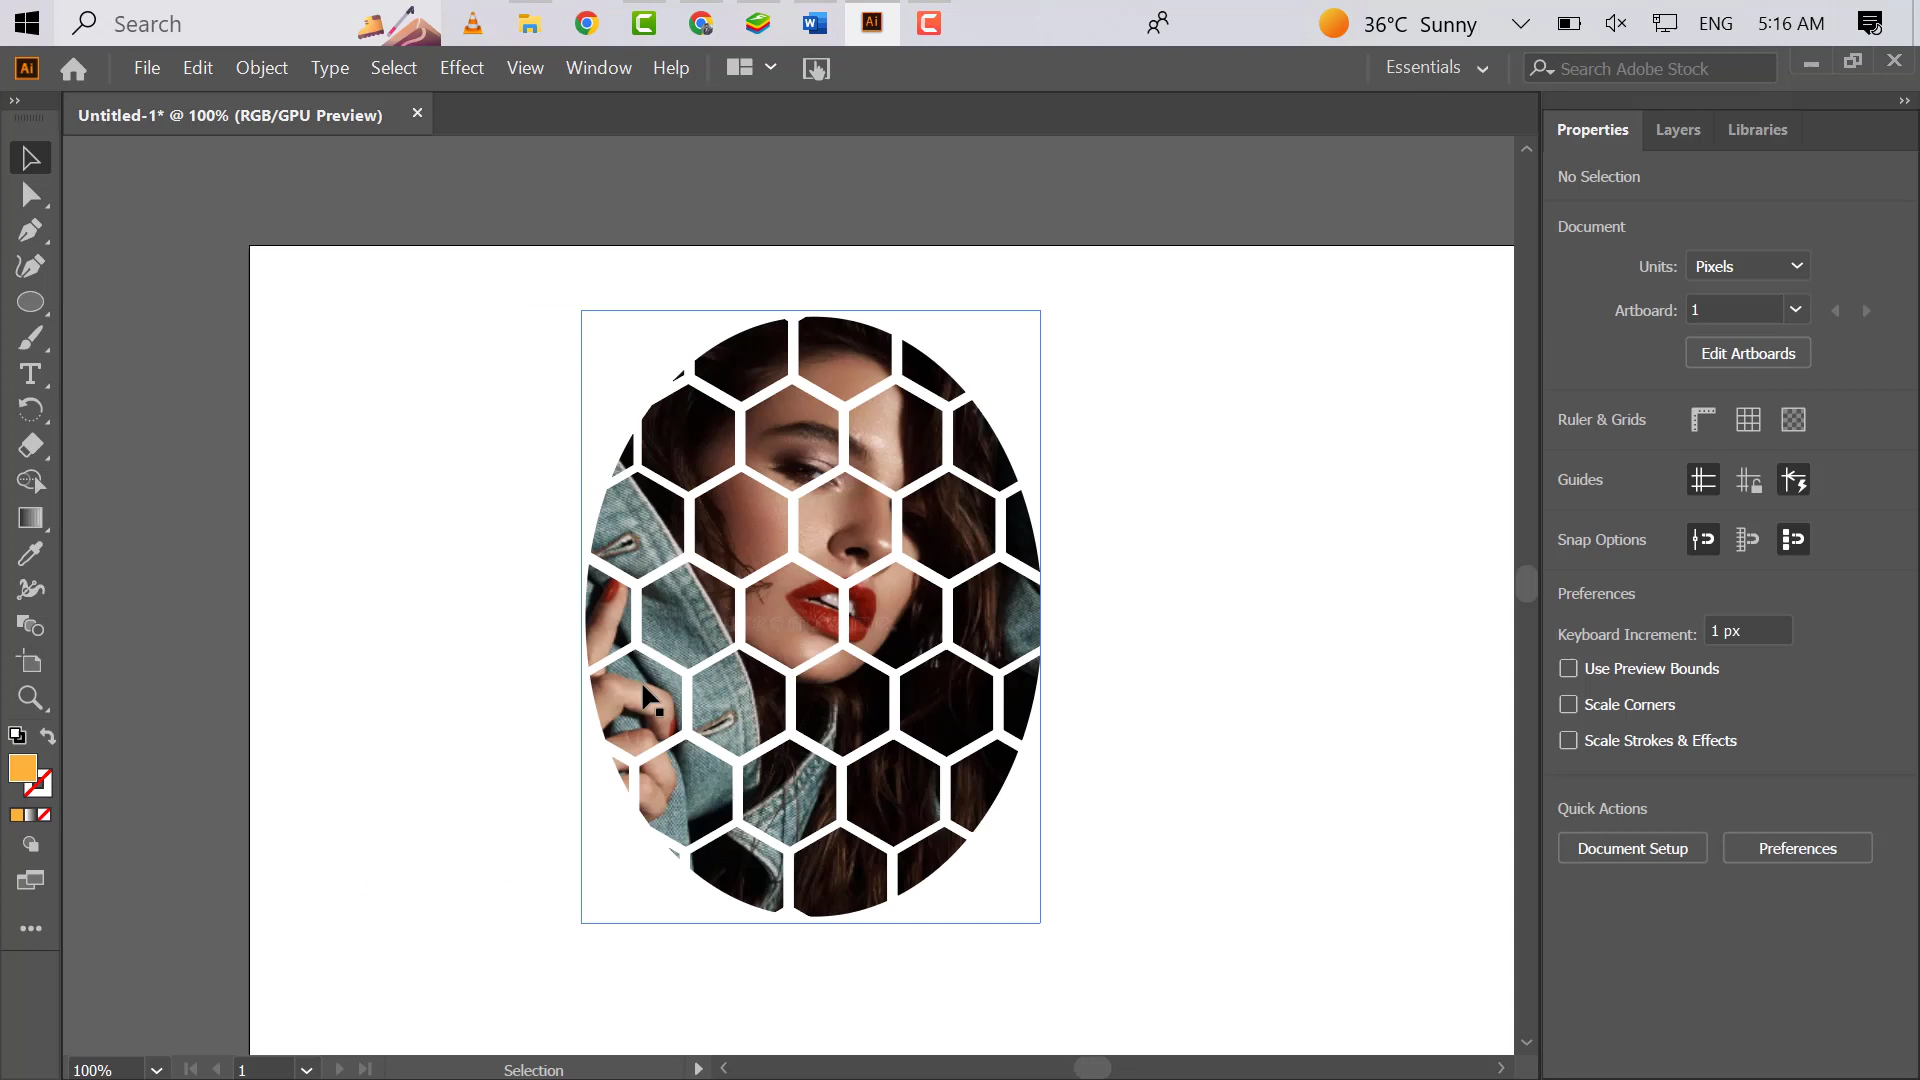 Search
36°C Sunny
ENG
5:16 AM
Ai
File Edit Object Type Select Effect View Window Help
Essentials
Search Adobe Stock
Untitled-1* @ 100% (RGB/GPU Preview)
Properties Layers Libraries
No Selection
Document
Units: Pixels
Artboard: 1
Edit Artboards
Ruler & Grids
Guides
Snap Options
Preferences
Keyboard Increment: 1 px
Use Preview Bounds
Scale Corners
Scale Strokes & Effects
Quick Actions
Document Setup Preferences
100% 1 Selection